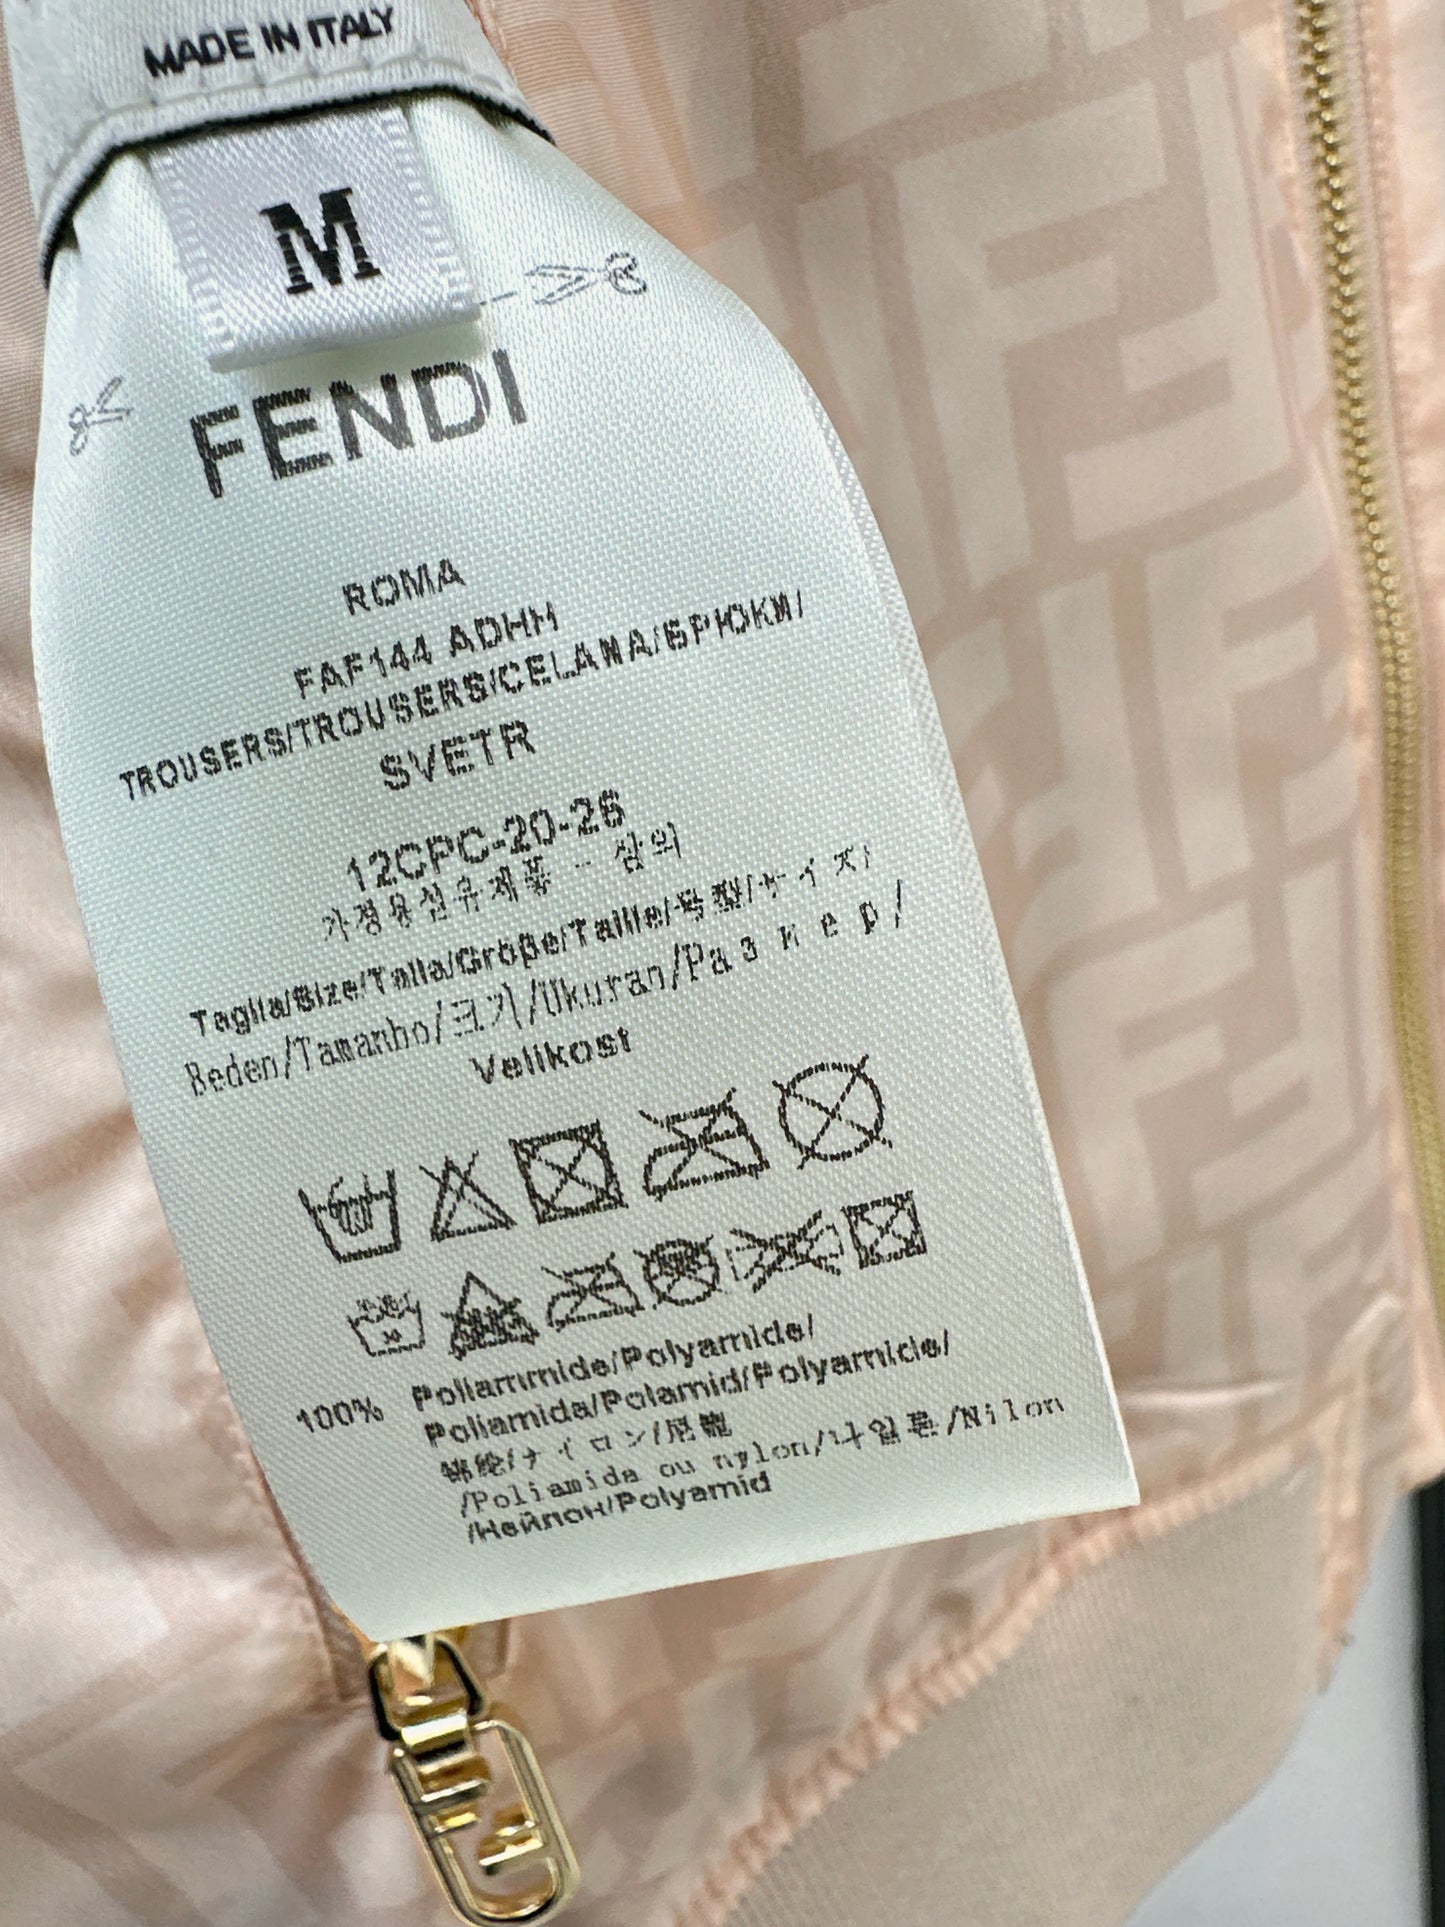 MADE IN ITALY
M
FENDI
ROMA
FAF144 ADHH
TROUSERS/TROUSERS/CELANA/БРЮКИ/
SVETR
12CPC-20-26
가정용섬유제품 - 상의
Taglia/Size/Talla/Größe/Taille/号型/サイズ/
Beden/Tamanho/크기/Ukuran/Размер/
Velikost
100% Poliammide/Polyamide/
Poliamida/Polamid/Polyamide/
锦纶/ナイロン/尼龍
/Poliamida ou nylon/나일론/Nilon
/Нейлон/Polyamid